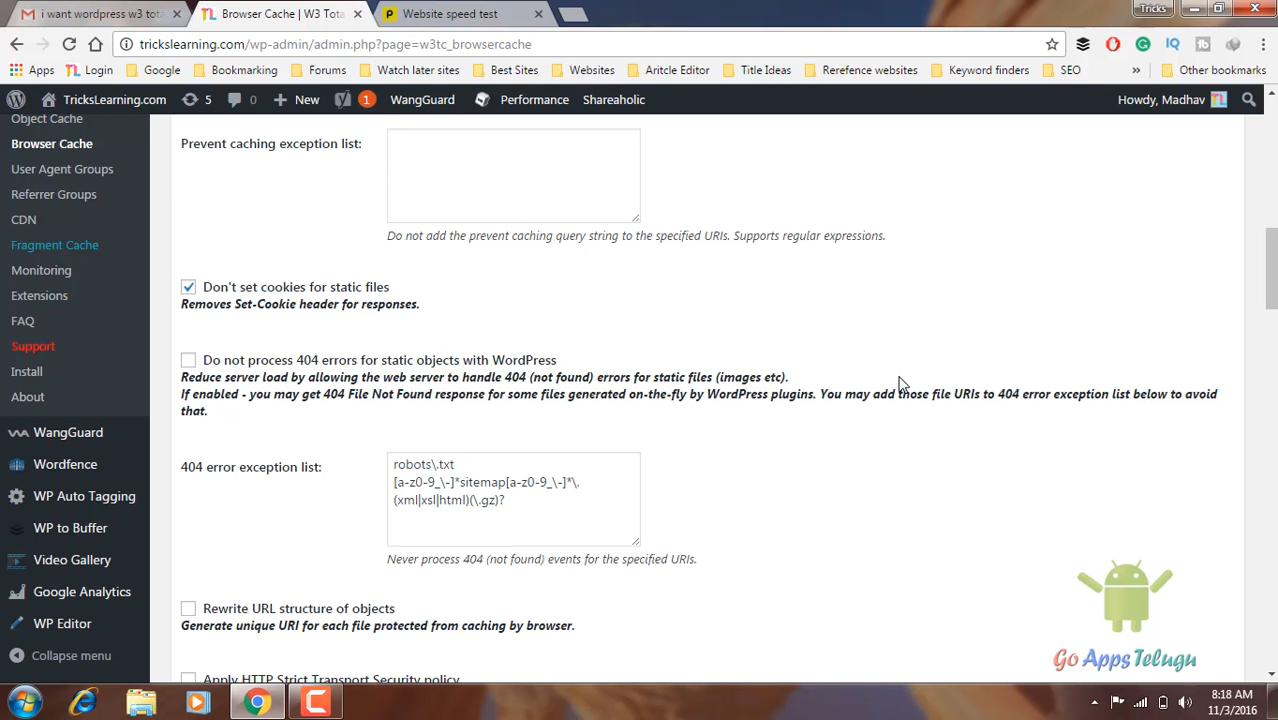 i want wordpress w3 tota
Browser Cache | W3 Tota
Website speed test
Tricks
trickslearning.com/wp-admin/admin.php?page=w3tc_browsercache
Apps
Login
Google
Bookmarking
Forums
Watch later sites
Best Sites
Websites
Aritcle Editor
Title Ideas
Rerefence websites
Keyword finders
SEO
Other bookmarks
TricksLearning.com
5
0
New
1
WangGuard
Performance
Shareaholic
Howdy, Madhav
Object Cache
Browser Cache
User Agent Groups
Referrer Groups
CDN
Fragment Cache
Monitoring
Extensions
FAQ
Support
Install
About
WangGuard
Wordfence
WP Auto Tagging
WP to Buffer
Video Gallery
Google Analytics
WP Editor
Collapse menu
Prevent caching exception list:
Do not add the prevent caching query string to the specified URIs. Supports regular expressions.
Don't set cookies for static files
Removes Set-Cookie header for responses.
Do not process 404 errors for static objects with WordPress
Reduce server load by allowing the web server to handle 404 (not found) errors for static files (images etc).
If enabled - you may get 404 File Not Found response for some files generated on-the-fly by WordPress plugins. You may add those file URIs to 404 error exception list below to avoid
that.
404 error exception list:
robots\.txt
[a-z0-9_\-]*sitemap[a-z0-9_\-]*\.
(xml|xsl|html)(\.gz)?
Never process 404 (not found) events for the specified URIs.
Rewrite URL structure of objects
Generate unique URI for each file protected from caching by browser.
Apply HTTP Strict Transport Security policy
Go AppsTelugu
8:18 AM
11/3/2016